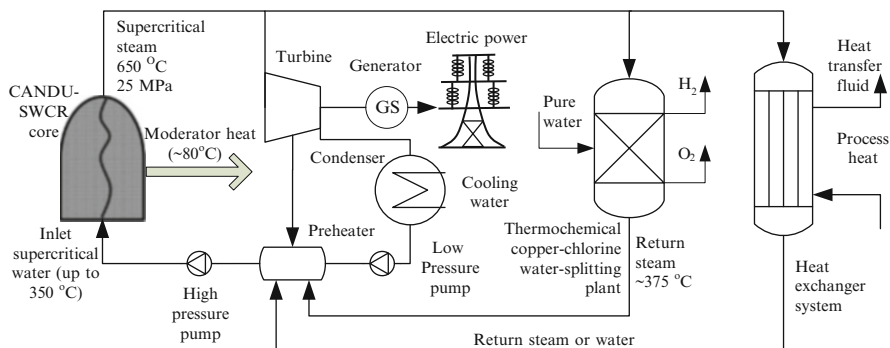 Supercritical
steam
650 °C
25 MPa
CANDU-
SWCR
core
Moderator heat
(~80°C)
Inlet
supercritical
water (up to
350 °C)
Turbine
Generator
GS
Electric power
Condenser
Cooling
water
Preheater
High
pressure
pump
Low
Pressure
pump
Pure
water
H2
O2
Thermochemical
copper-chlorine
water-splitting
plant
Return
steam
~375 °C
Return steam or water
Heat
transfer
fluid
Process
heat
Heat
exchanger
system